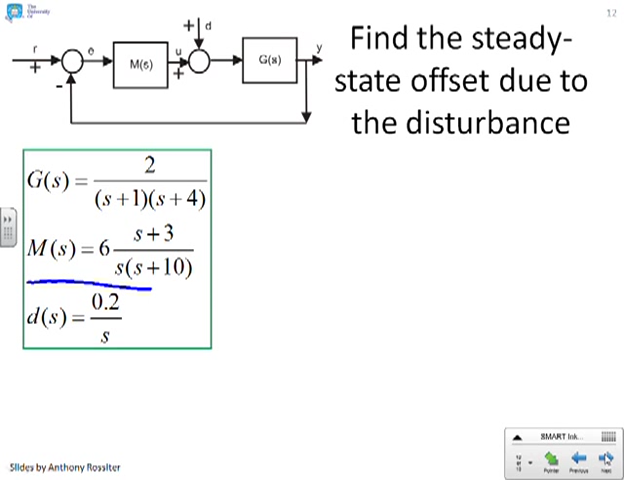 The
University
12
r
+
-
e
M(s)
u
+
+ d
G(s)
y
Find the steady-
state offset due to
the disturbance
G(s) = 2 / (s+1)(s+4)
M(s) = 6 s+3 / s(s+10)
d(s) = 0.2 / s
SMART Ink...
Pointer Previous Next
Slides by Anthony Rossiter